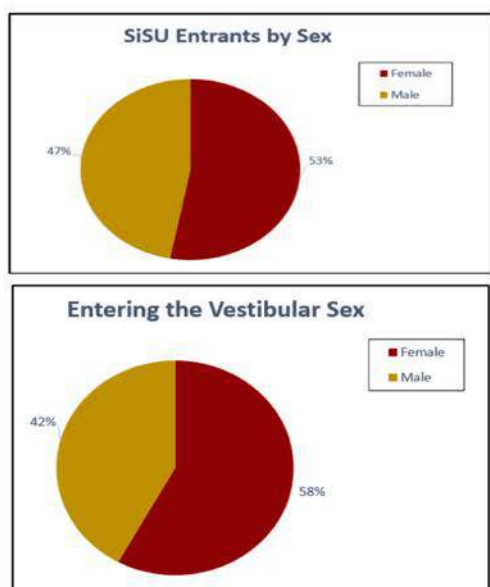 SiSU Entrants by Sex
Female
Male
47%
53%
Entering the Vestibular Sex
Female
Male
42%
58%